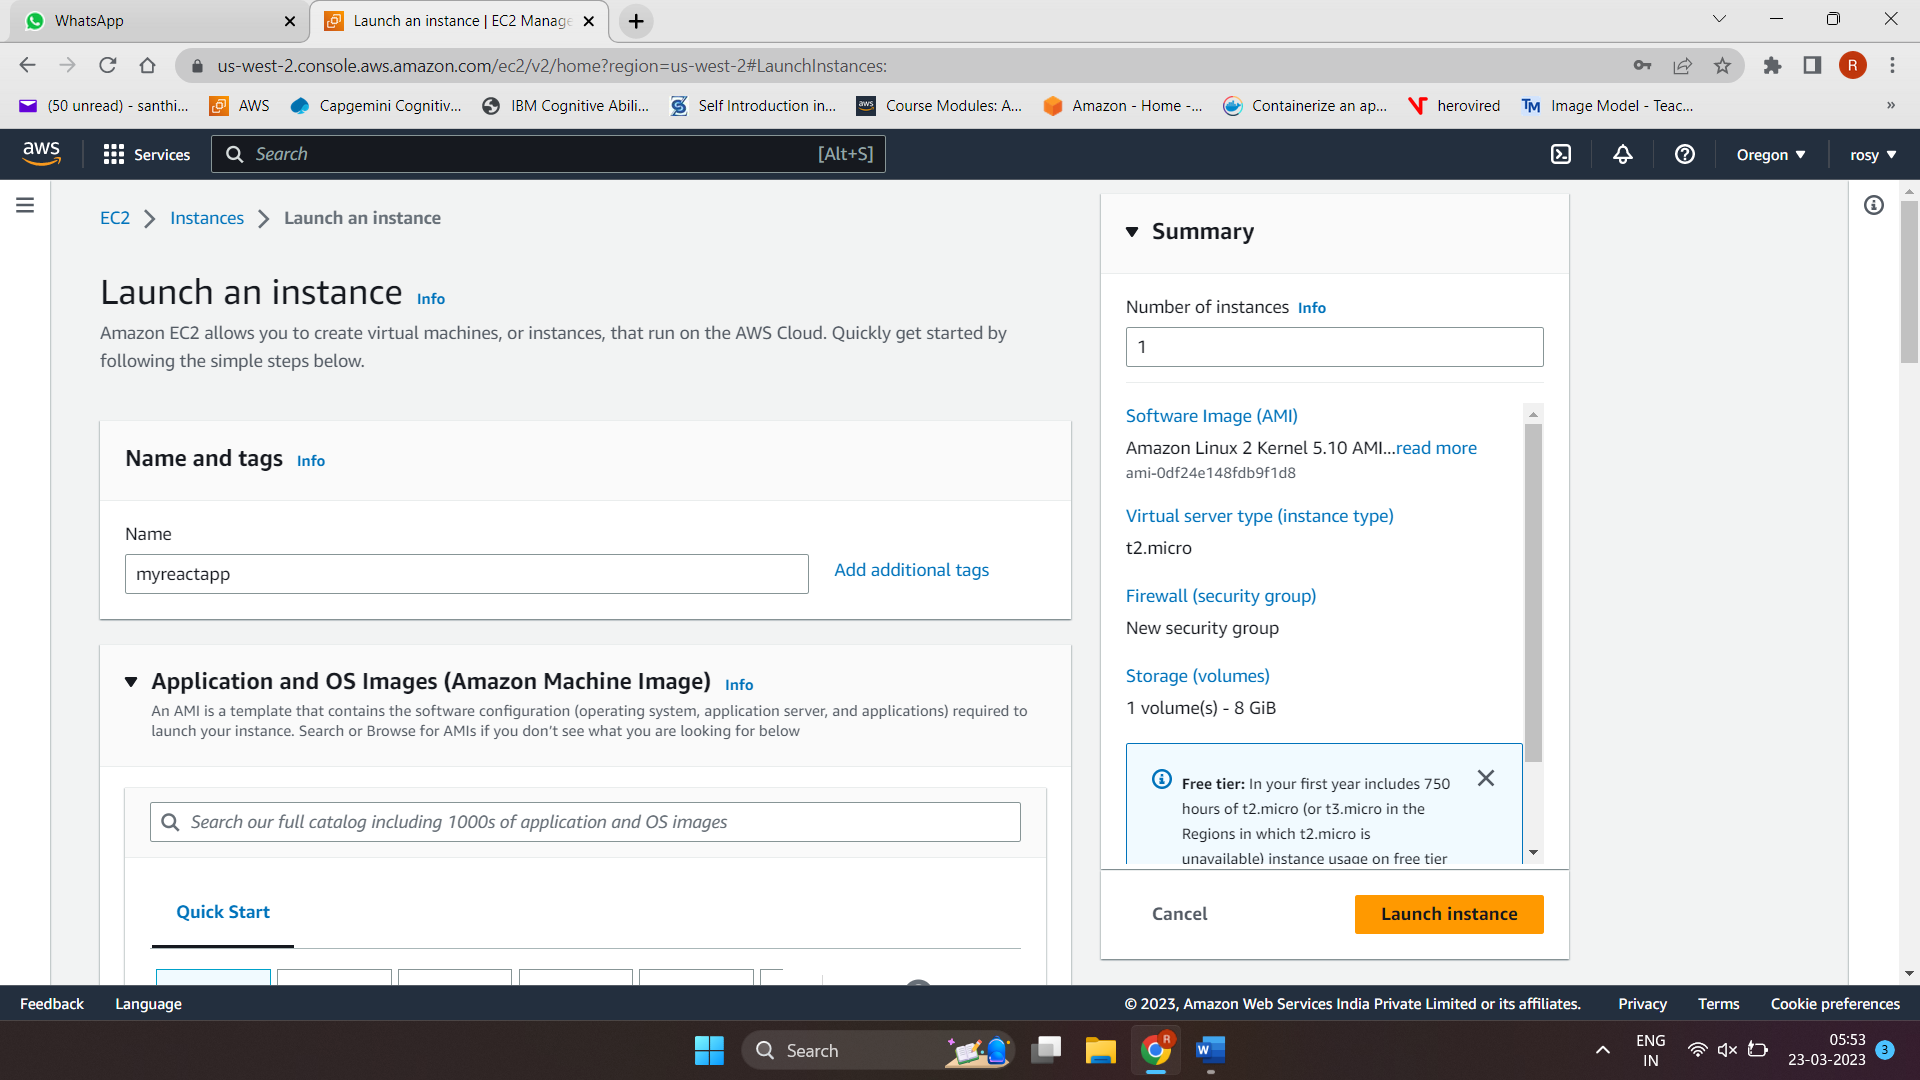 WhatsApp
Launch an instance | EC2 Manage
us-west-2.console.aws.amazon.com/ec2/v2/home?region=us-west-2#LaunchInstances:
R
(50 unread) - santhi...
AWS
Capgemini Cognitiv...
IBM Cognitive Abili...
Self Introduction in...
aws
Course Modules: A...
Amazon - Home -...
Containerize an ap...
herovired
TM
Image Model - Teac...
»
aws
Services
Search
[Alt+S]
Oregon
rosy
EC2
Instances
Launch an instance
Launch an instance Info
Amazon EC2 allows you to create virtual machines, or instances, that run on the AWS Cloud. Quickly get started by
following the simple steps below.
Name and tags Info
Name
myreactapp
Add additional tags
Application and OS Images (Amazon Machine Image) Info
An AMI is a template that contains the software configuration (operating system, application server, and applications) required to
launch your instance. Search or Browse for AMIs if you don't see what you are looking for below
Search our full catalog including 1000s of application and OS images
Quick Start
Summary
Number of instances Info
1
Software Image (AMI)
Amazon Linux 2 Kernel 5.10 AMI...read more
ami-0df24e148fdb9f1d8
Virtual server type (instance type)
t2.micro
Firewall (security group)
New security group
Storage (volumes)
1 volume(s) - 8 GiB
Free tier: In your first year includes 750
hours of t2.micro (or t3.micro in the
Regions in which t2.micro is
unavailable) instance usage on free tier
Cancel
Launch instance
Feedback
Language
© 2023, Amazon Web Services India Private Limited or its affiliates.
Privacy
Terms
Cookie preferences
Search
R
W
ENG
IN
05:53
23-03-2023
3